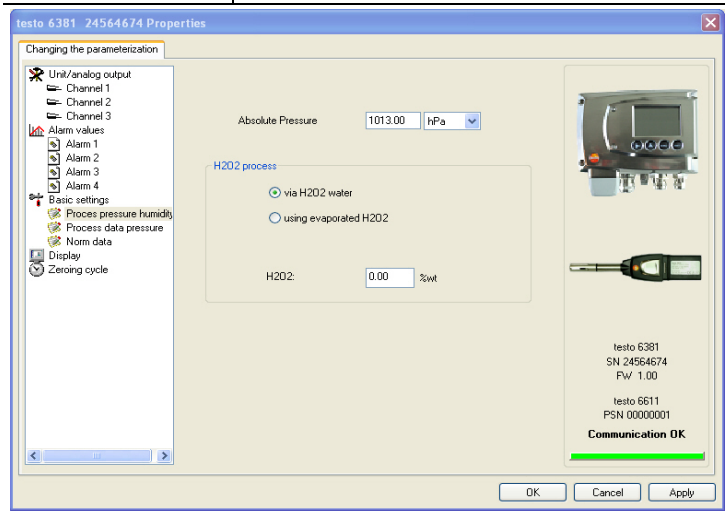 testo 6381 24564674 Properties
Changing the parameterization
Unit/analog output
Channel 1
Channel 2
Channel 3
Alarm values
Alarm 1
Alarm 2
Alarm 3
Alarm 4
Basic settings
Proces pressure humidity
Process data pressure
Norm data
Display
Zeroing cycle
Absolute Pressure 1013.00 hPa
H2O2 process
via H2O2 water
using evaporated H2O2
H2O2: 0.00 %wt
testo 6381
SN 24564674
FW 1.00
testo 6611
PSN 00000001
Communication OK
OK Cancel Apply